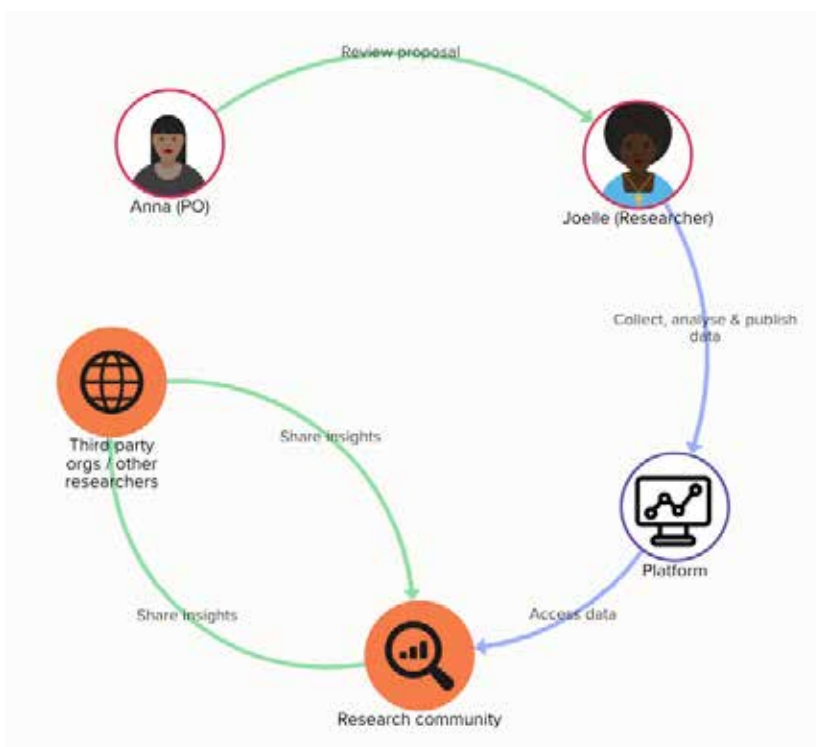 Review proposal
Anna (PO)
Joelle (Researcher)
Collect, analyse & publish
data
Third party
orgs / other
researchers
Share insights
Platform
Share insights
Access data
Research community